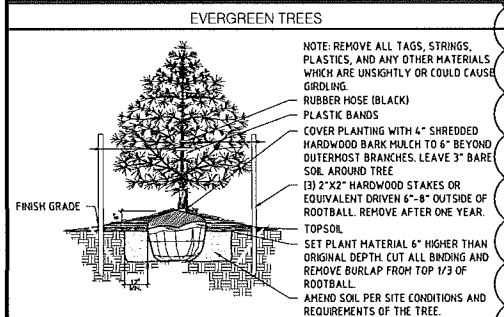 EVERGREEN TREES
NOTE: REMOVE ALL TAGS, STRINGS,
PLASTICS, AND ANY OTHER MATERIALS
WHICH ARE UNSIGHTLY OR COULD CAUSE
GIRDLING.
RUBBER HOSE (BLACK)
PLASTIC BANDS
COVER PLANTING WITH 4" SHREDDED
HARDWOOD BARK MULCH TO 6" BEYOND
OUTERMOST BRANCHES. LEAVE 3" BARE
SOIL AROUND TREE
(3) 2"X2" HARDWOOD STAKES OR
EQUIVALENT DRIVEN 6"-8" OUTSIDE OF
ROOTBALL. REMOVE AFTER ONE YEAR.
FINISH GRADE
TOPSOIL
SET PLANT MATERIAL 6" HIGHER THAN
ORIGINAL DEPTH. CUT ALL BINDING AND
REMOVE BURLAP FROM TOP 1/3 OF
ROOTBALL.
AMEND SOIL PER SITE CONDITIONS AND
REQUIREMENTS OF THE TREE.